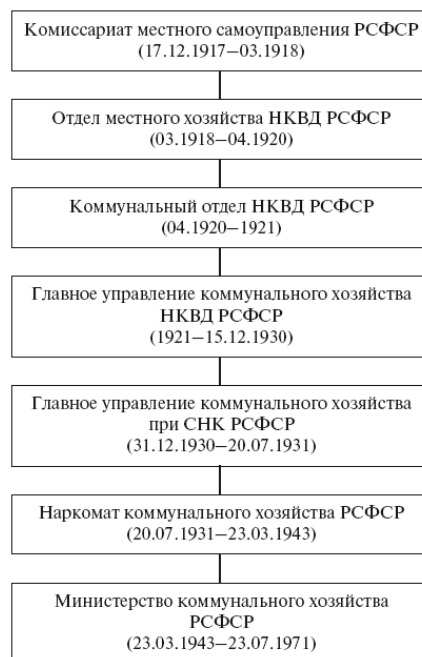 Комиссариат местного самоуправления РСФСР
(17.12.1917–03.1918)
Отдел местного хозяйства НКВД РСФСР
(03.1918–04.1920)
Коммунальный отдел НКВД РСФСР
(04.1920–1921)
Главное управление коммунального хозяйства
НКВД РСФСР
(1921–15.12.1930)
Главное управление коммунального хозяйства
при СНК РСФСР
(31.12.1930–20.07.1931)
Наркомат коммунального хозяйства РСФСР
(20.07.1931–23.03.1943)
Министерство коммунального хозяйства
РСФСР
(23.03.1943–23.07.1971)